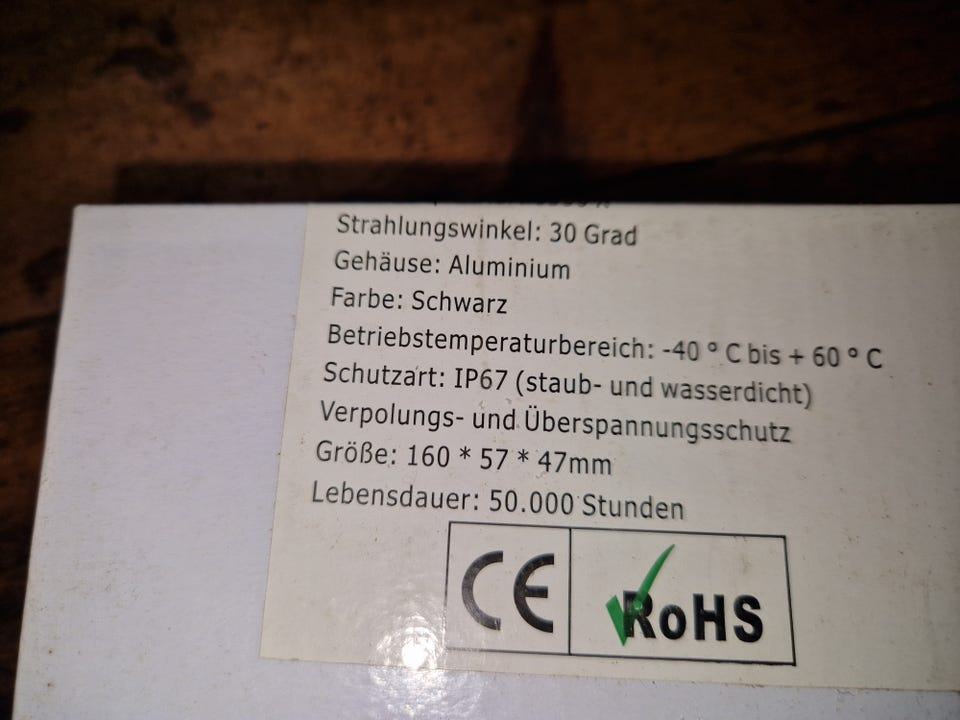 Strahlungswinkel: 30 Grad
Gehäuse: Aluminium
Farbe: Schwarz
Betriebstemperaturbereich: -40 ° C bis + 60 ° C
Schutzart: IP67 (staub- und wasserdicht)
Verpolungs- und Überspannungsschutz
Größe: 160 * 57 * 47mm
Lebensdauer: 50.000 Stunden
CE RoHS